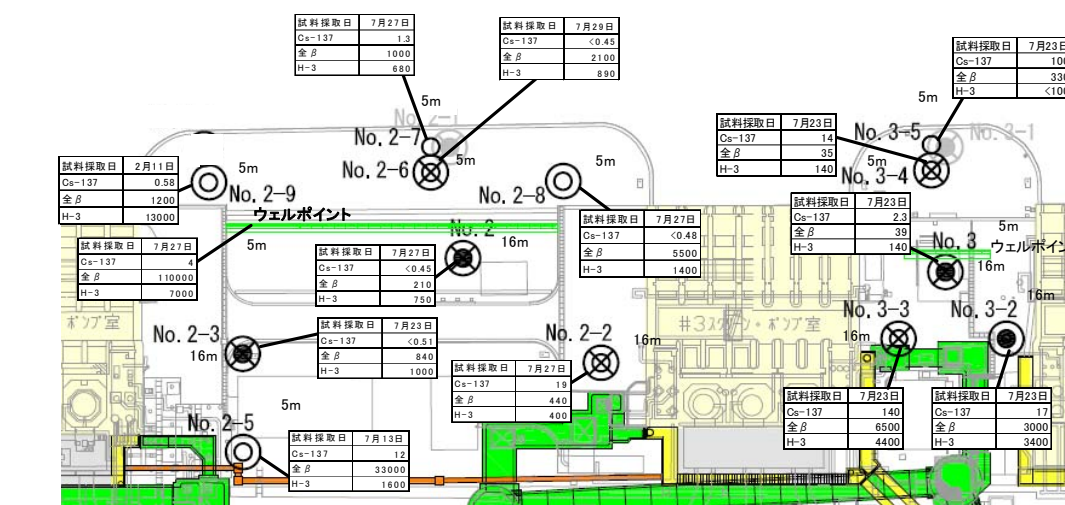 試料採取日 7月27日
Cs-137 1.3
全β 1000
H-3 680
試料採取日 7月29日
Cs-137 <0.45
全β 2100
H-3 890
試料採取日 7月23日
Cs-137
全β
H-3
5m
5m
No. 2-7
No. 2-6
5m
試料採取日 7月23日
Cs-137 14
全β 35
H-3 140
No. 3-5
No. 3-1
5m
No. 3-4
試料採取日 2月11日
Cs-137 0.58
全β 1200
H-3 13000
5m
No. 2-9
5m
No. 2-8
ウェルポイント
試料採取日 7月27日
Cs-137 <0.48
全β 5500
H-3 1400
試料採取日 7月23日
Cs-137 2.3
全β 39
H-3 140
5m
No. 3
ウェルポイン
16m
16m
試料採取日 7月27日
Cs-137 4
全β 110000
H-3 7000
5m
No. 2
16m
試料採取日 7月27日
Cs-137 <0.45
全β 210
H-3 750
ポンプ室
No. 2-3
16m
試料採取日 7月23日
Cs-137 <0.51
全β 840
H-3 1000
No. 2-2
16m
#3スクリーン・ポンプ室
No. 3-3
16m
No. 3-2
試料採取日 7月27日
Cs-137 19
全β 440
H-3 400
試料採取日 7月23日
Cs-137 140
全β 6500
H-3 4400
試料採取日 7月23日
Cs-137 17
全β 3000
H-3 3400
5m
No. 2-5
試料採取日 7月13日
Cs-137 12
全β 33000
H-3 1600